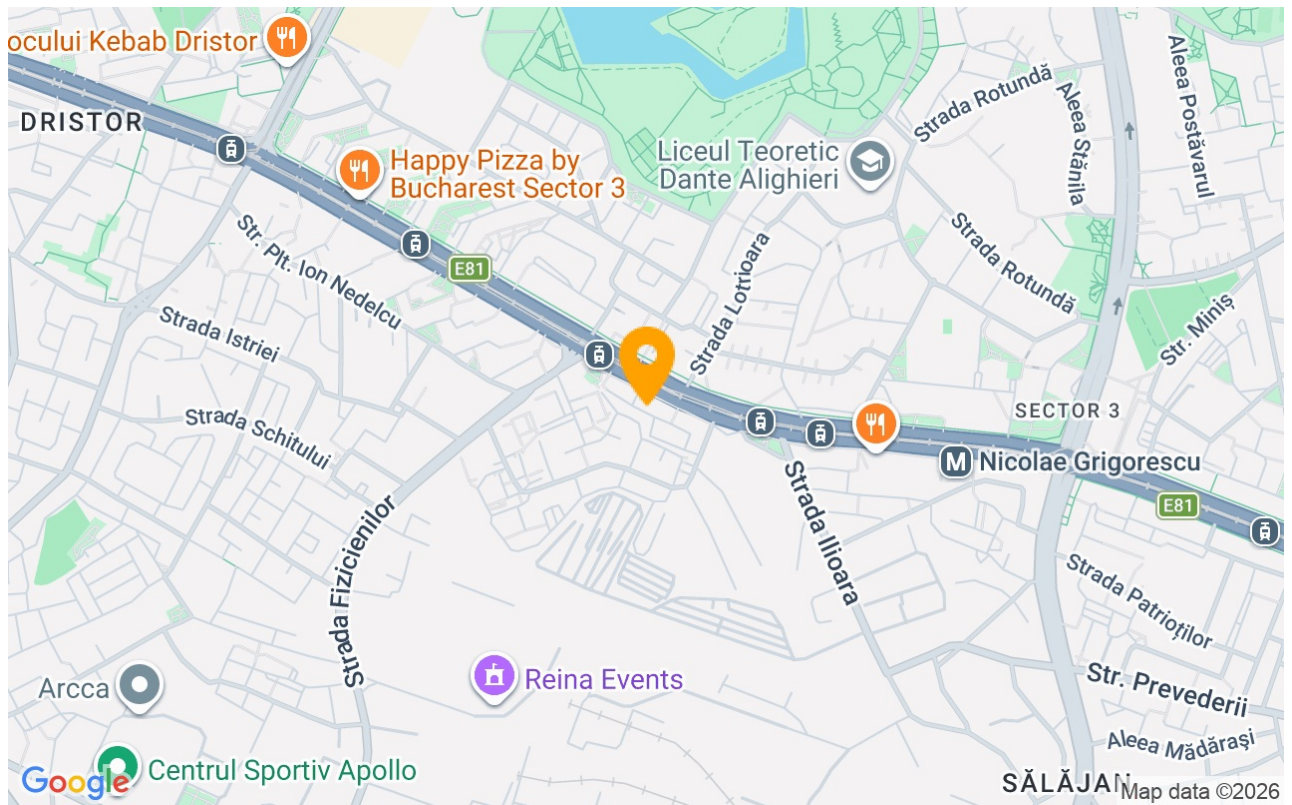 ocului Kebab Dristor
DRISTOR
Happy Pizza by
Bucharest Sector 3
Liceul Teoretic
Dante Alighieri
Strada Rotundă
Aleea Stănila
Aleea Postăvarul
Str. Plt. Ion Nedelcu
E81
Strada Lotrioara
Strada Rotundă
Str. Miniș
Strada Istriei
Strada Schitului
SECTOR 3
M
Nicolae Grigorescu
E81
Strada Fizicienilor
Strada Ilioara
Strada Patrioților
Arcca
Reina Events
Str. Prevederii
Aleea Mădărași
Centrul Sportiv Apollo
SĂLĂJAN
Google
Map data ©2026